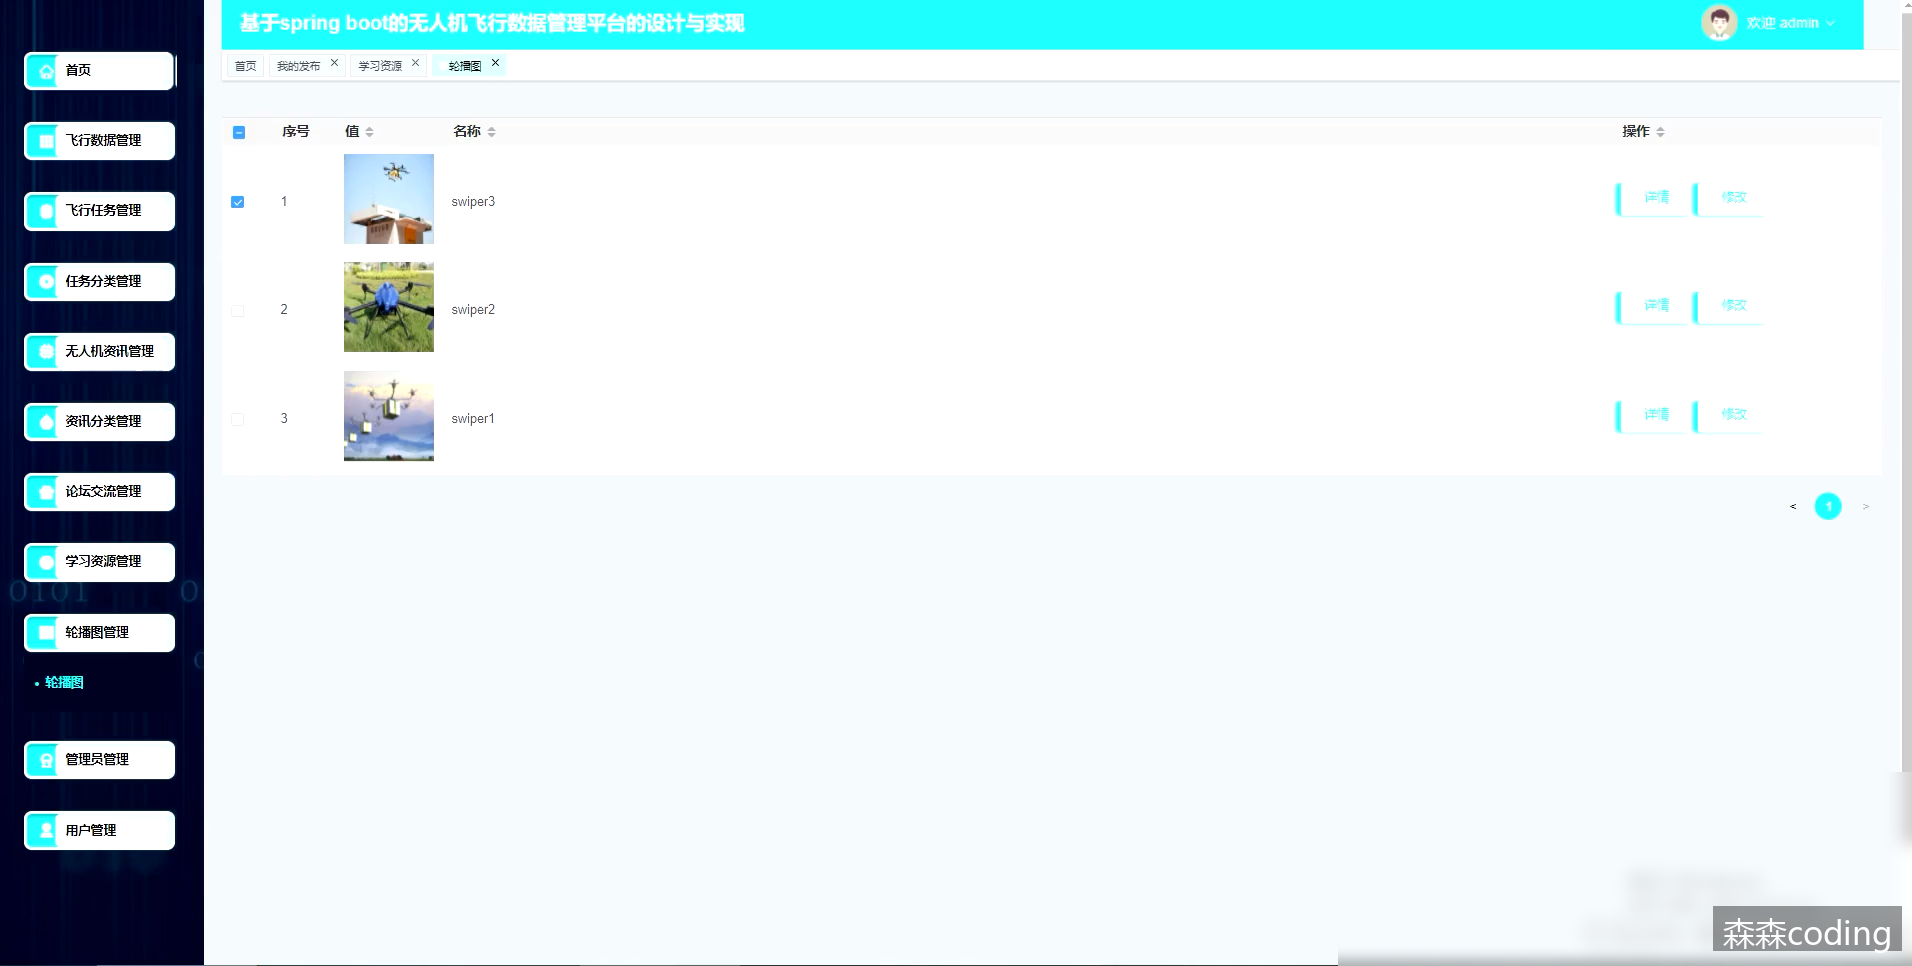 基于spring boot的无人机飞行数据管理平台的设计与实现
欢迎 admin
首页
我的发布
学习资源
轮播图
首页
飞行数据管理
飞行任务管理
任务分类管理
无人机资讯管理
资讯分类管理
论坛交流管理
学习资源管理
轮播图管理
轮播图
管理员管理
用户管理
序号 值 名称 操作
1 swiper3 详情 修改
2 swiper2 详情 修改
3 swiper1 详情 修改
< 1 >
0101
森森coding